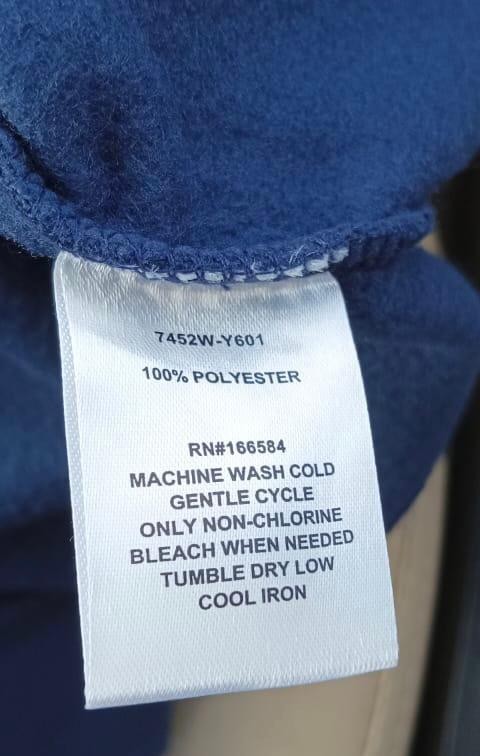 7452W-Y601
100% POLYESTER
RN#166584
MACHINE WASH COLD
GENTLE CYCLE
ONLY NON-CHLORINE
BLEACH WHEN NEEDED
TUMBLE DRY LOW
COOL IRON